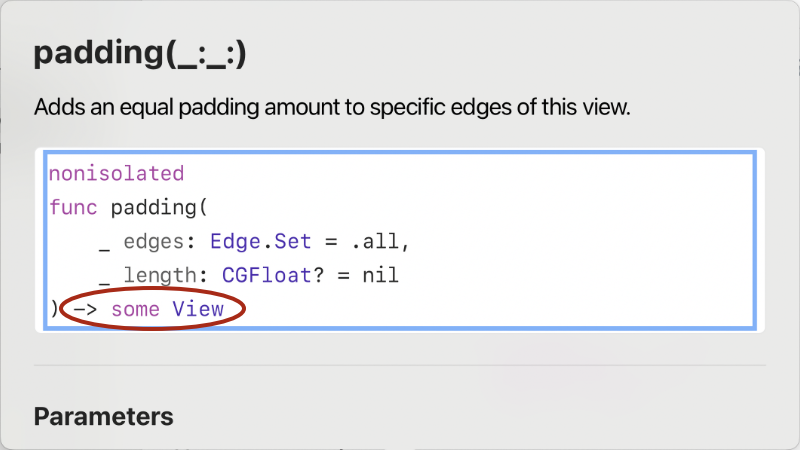 padding(_:_:)
Adds an equal padding amount to specific edges of this view.
nonisolated
func padding(
_ edges: Edge.Set = .all,
_ length: CGFloat? = nil
) -> some View
Parameters